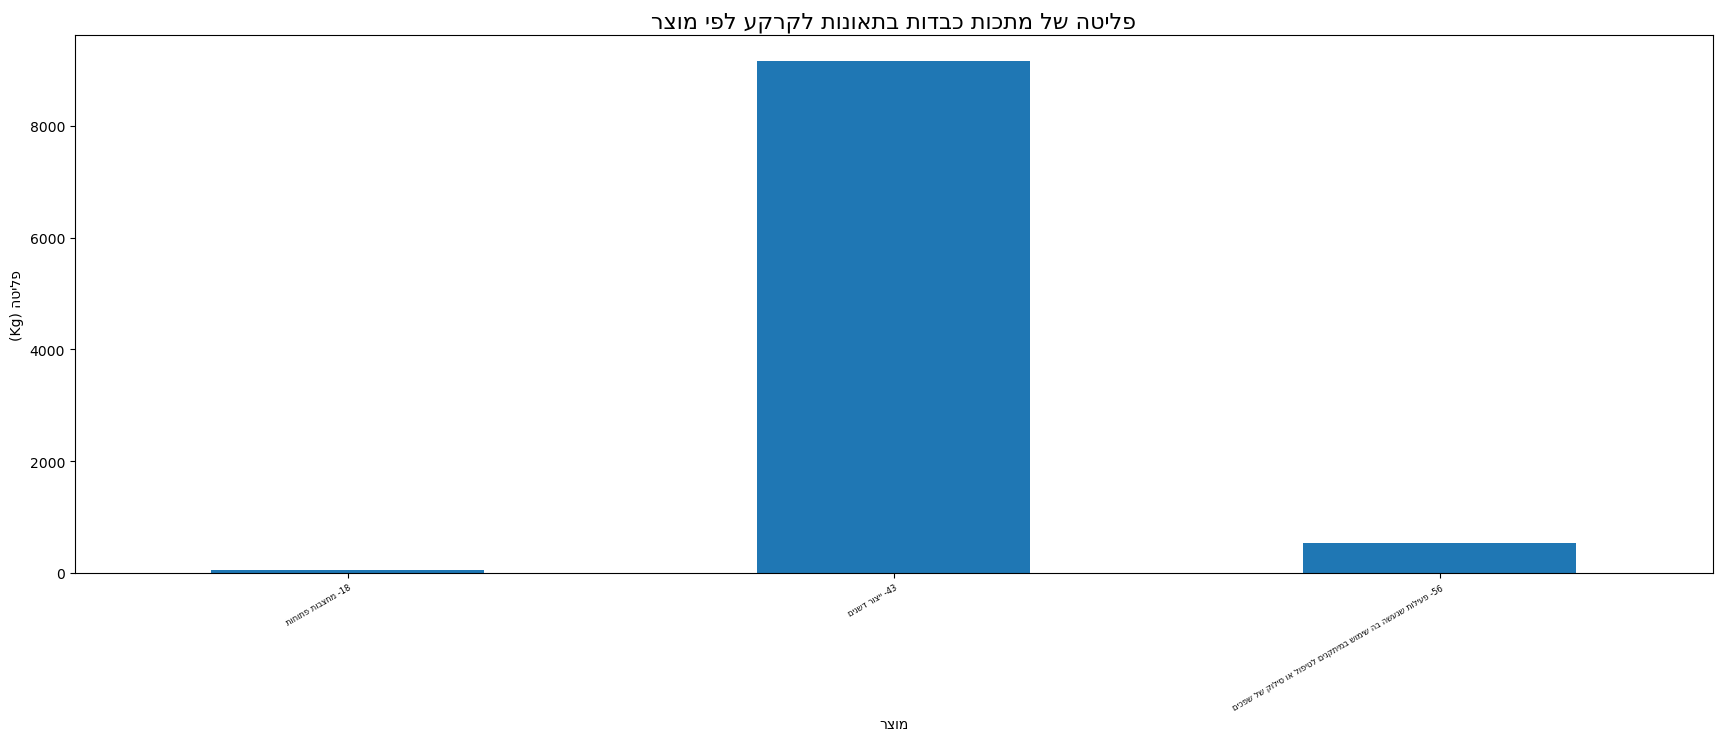 פליטה של מתכות כבדות בתאונות לקרקע לפי מוצר
פליטה (Kg)
8000
6000
4000
2000
0
18- מחצבות פתוחות
43- ייצור דשנים
56- פעילות שנעשה בה שימוש במיתקנים לטיפול או סילוק של שפכים
מוצר